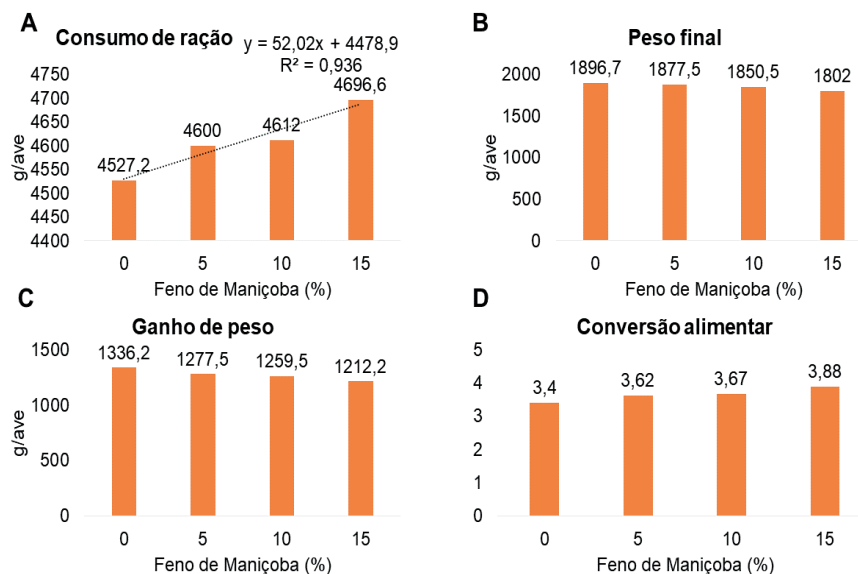 A
Consumo de ração
y = 52,02x + 4478,9
R² = 0,936
4750
4700
4650
4600
4550
4500
4450
4400
g/ave
4527,2
4600
4612
4696,6
0 5 10 15
Feno de Maniçoba (%)
B
Peso final
2000
1500
1000
500
0
g/ave
1896,7
1877,5
1850,5
1802
0 5 10 15
Feno de Maniçoba (%)
C
Ganho de peso
1500
1000
500
0
g/ave
1336,2
1277,5
1259,5
1212,2
0 5 10 15
Feno de Maniçoba (%)
D
Conversão alimentar
5
4
3
2
1
0
3,4
3,62
3,67
3,88
0 5 10 15
Feno de Maniçoba (%)